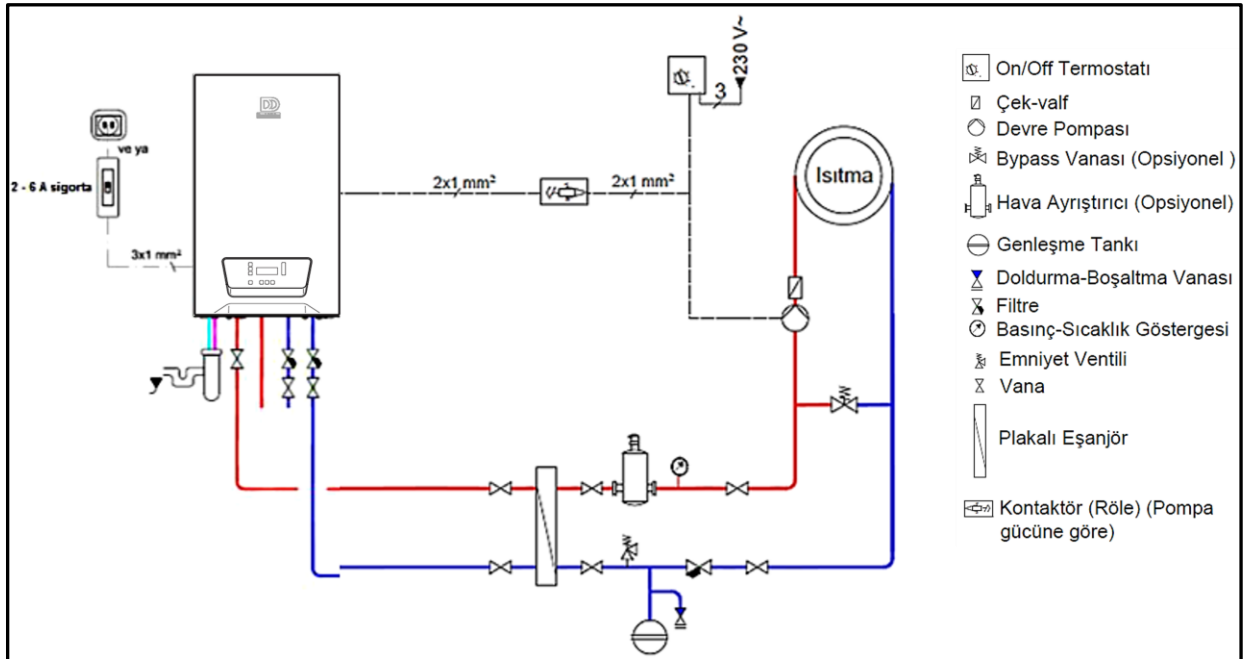 230 V~
3
ve ya
2 - 6 A sigorta
3x1 mm²
2x1 mm²
2x1 mm²
Isıtma
On/Off Termostatı
Çek-valf
Devre Pompası
Bypass Vanası (Opsiyonel )
Hava Ayrıştırıcı (Opsiyonel)
Genleşme Tankı
Doldurma-Boşaltma Vanası
Filtre
Basınç-Sıcaklık Göstergesi
Emniyet Ventili
Vana
Plakalı Eşanjör
Kontaktör (Röle) (Pompa
gücüne göre)